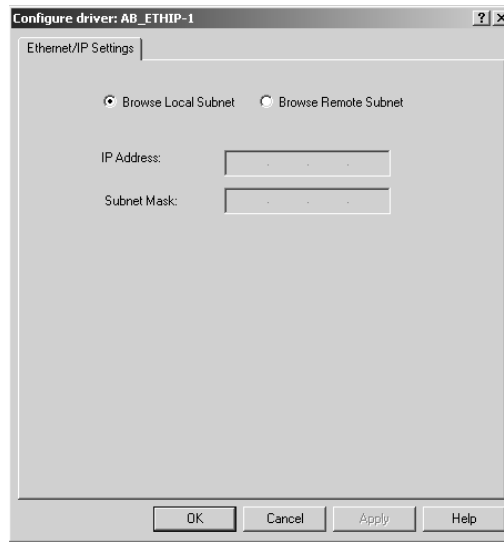 Configure driver: AB_ETHIP-1
Ethernet/IP Settings
Browse Local Subnet Browse Remote Subnet
IP Address:
Subnet Mask:
OK Cancel Apply Help